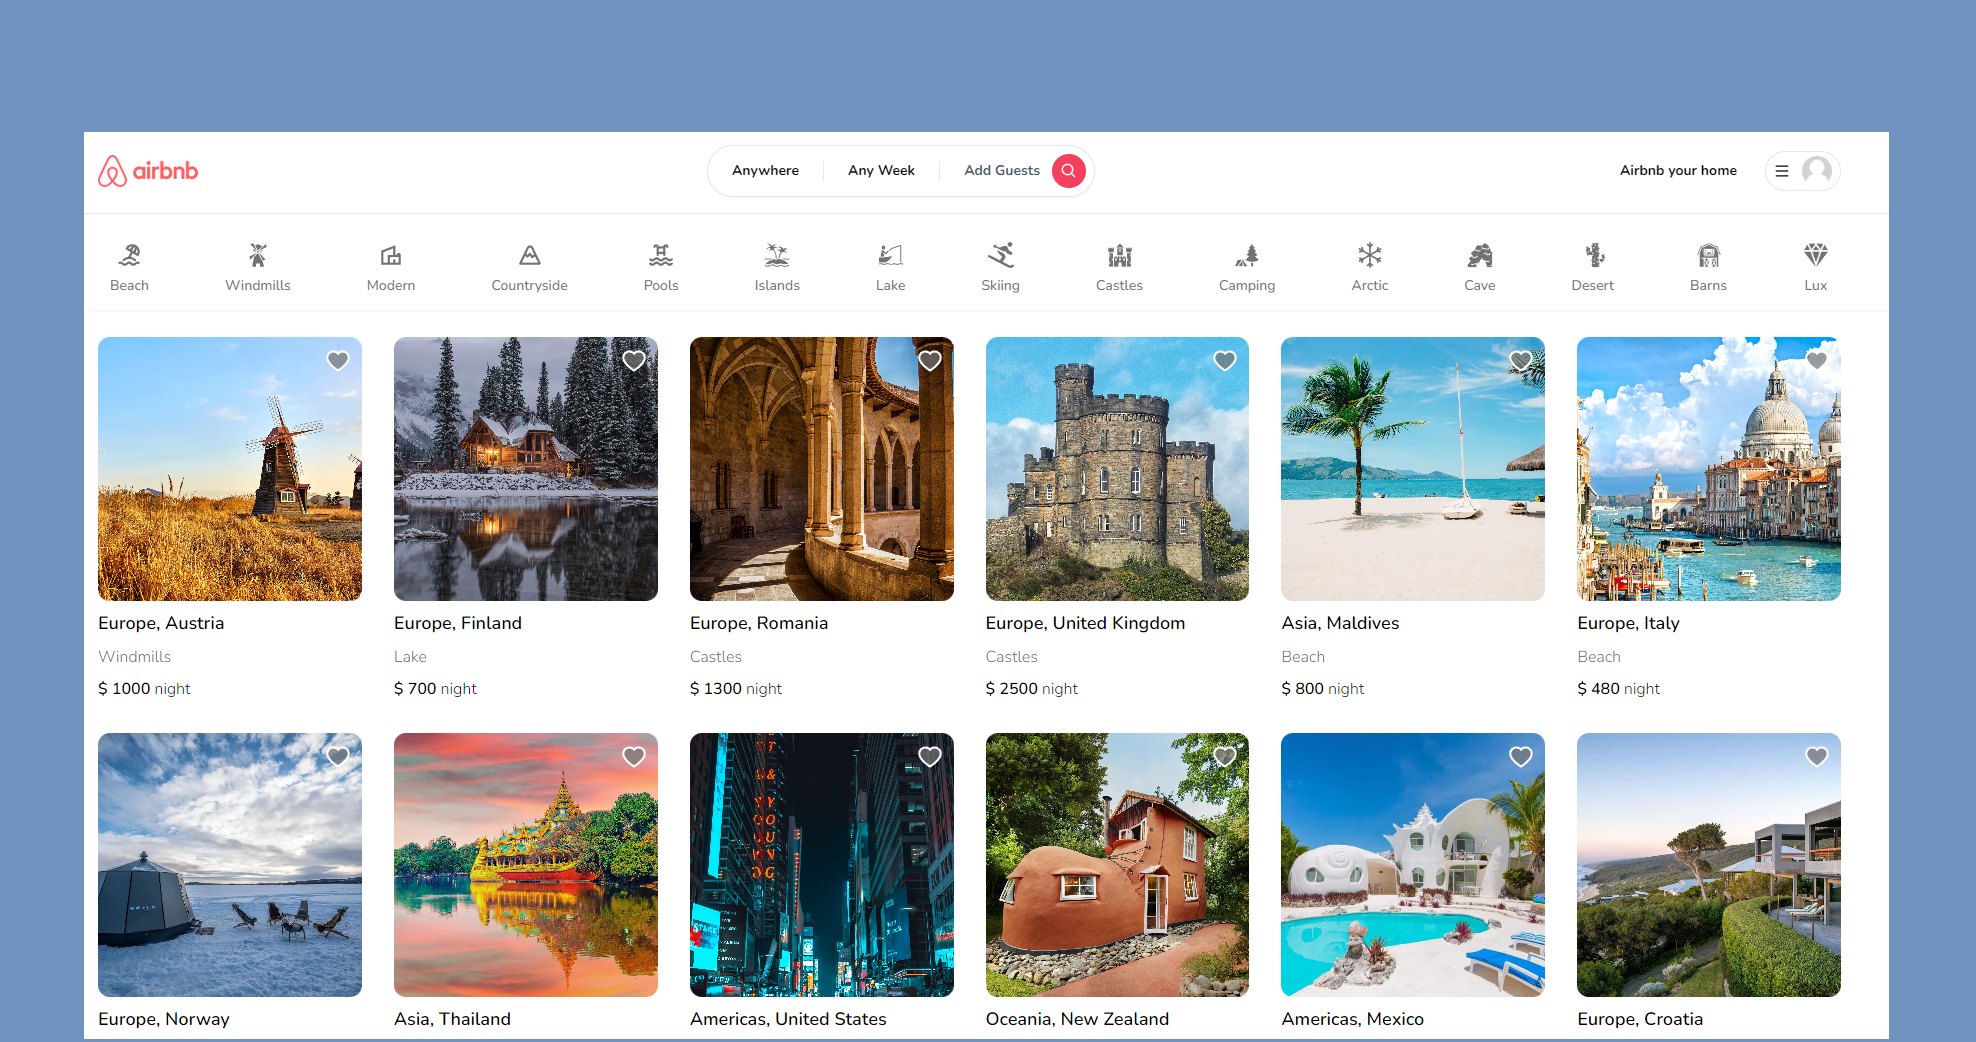 airbnb
Anywhere
Any Week
Add Guests
Airbnb your home
Beach
Windmills
Modern
Countryside
Pools
Islands
Lake
Skiing
Castles
Camping
Arctic
Cave
Desert
Barns
Lux
Europe, Austria
Windmills
$ 1000 night
Europe, Finland
Lake
$ 700 night
Europe, Romania
Castles
$ 1300 night
Europe, United Kingdom
Castles
$ 2500 night
Asia, Maldives
Beach
$ 800 night
Europe, Italy
Beach
$ 480 night
Europe, Norway
Asia, Thailand
Americas, United States
Oceania, New Zealand
Americas, Mexico
Europe, Croatia